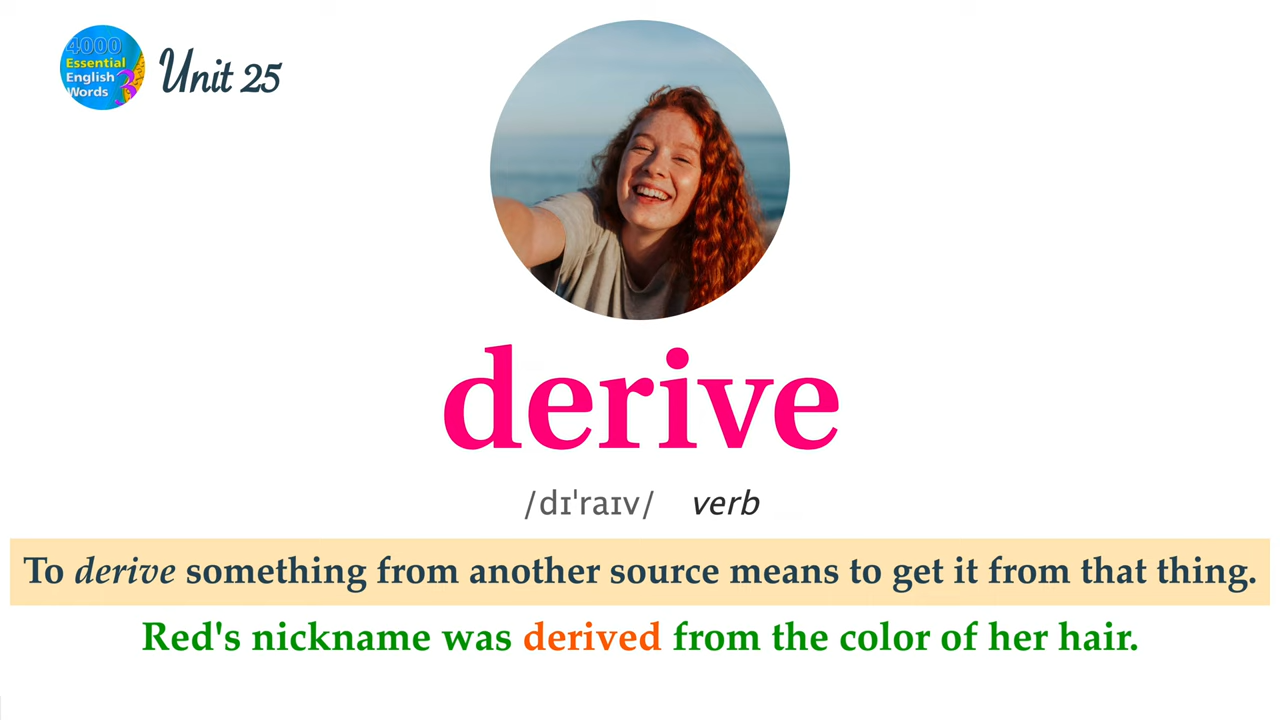 4000
Essential
English
Words 3
Unit 25
derive
/dɪˈraɪv/ verb
To derive something from another source means to get it from that thing.
Red's nickname was derived from the color of her hair.